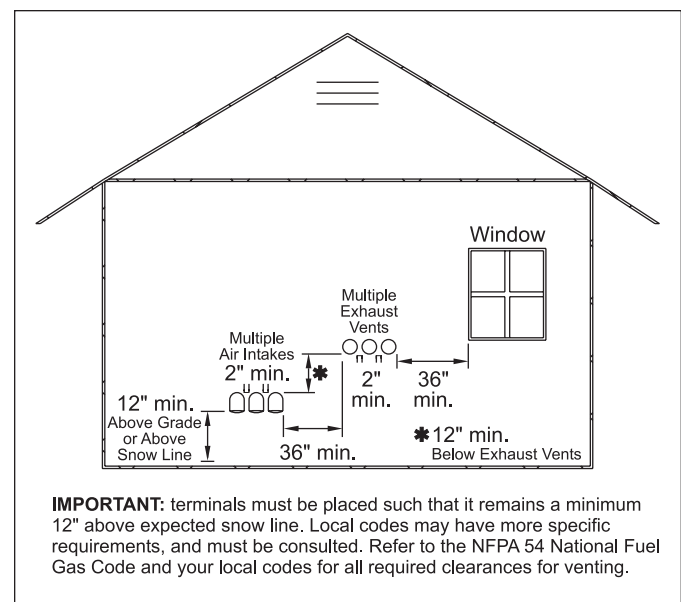 Window
Multiple
Exhaust
Vents
Multiple
Air Intakes
2" min.
✱
2"
min.
36"
min.
12" min.
Above Grade
or Above
Snow Line
36" min.
✱12" min.
Below Exhaust Vents
IMPORTANT: terminals must be placed such that it remains a minimum
12" above expected snow line. Local codes may have more specific
requirements, and must be consulted. Refer to the NFPA 54 National Fuel
Gas Code and your local codes for all required clearances for venting.